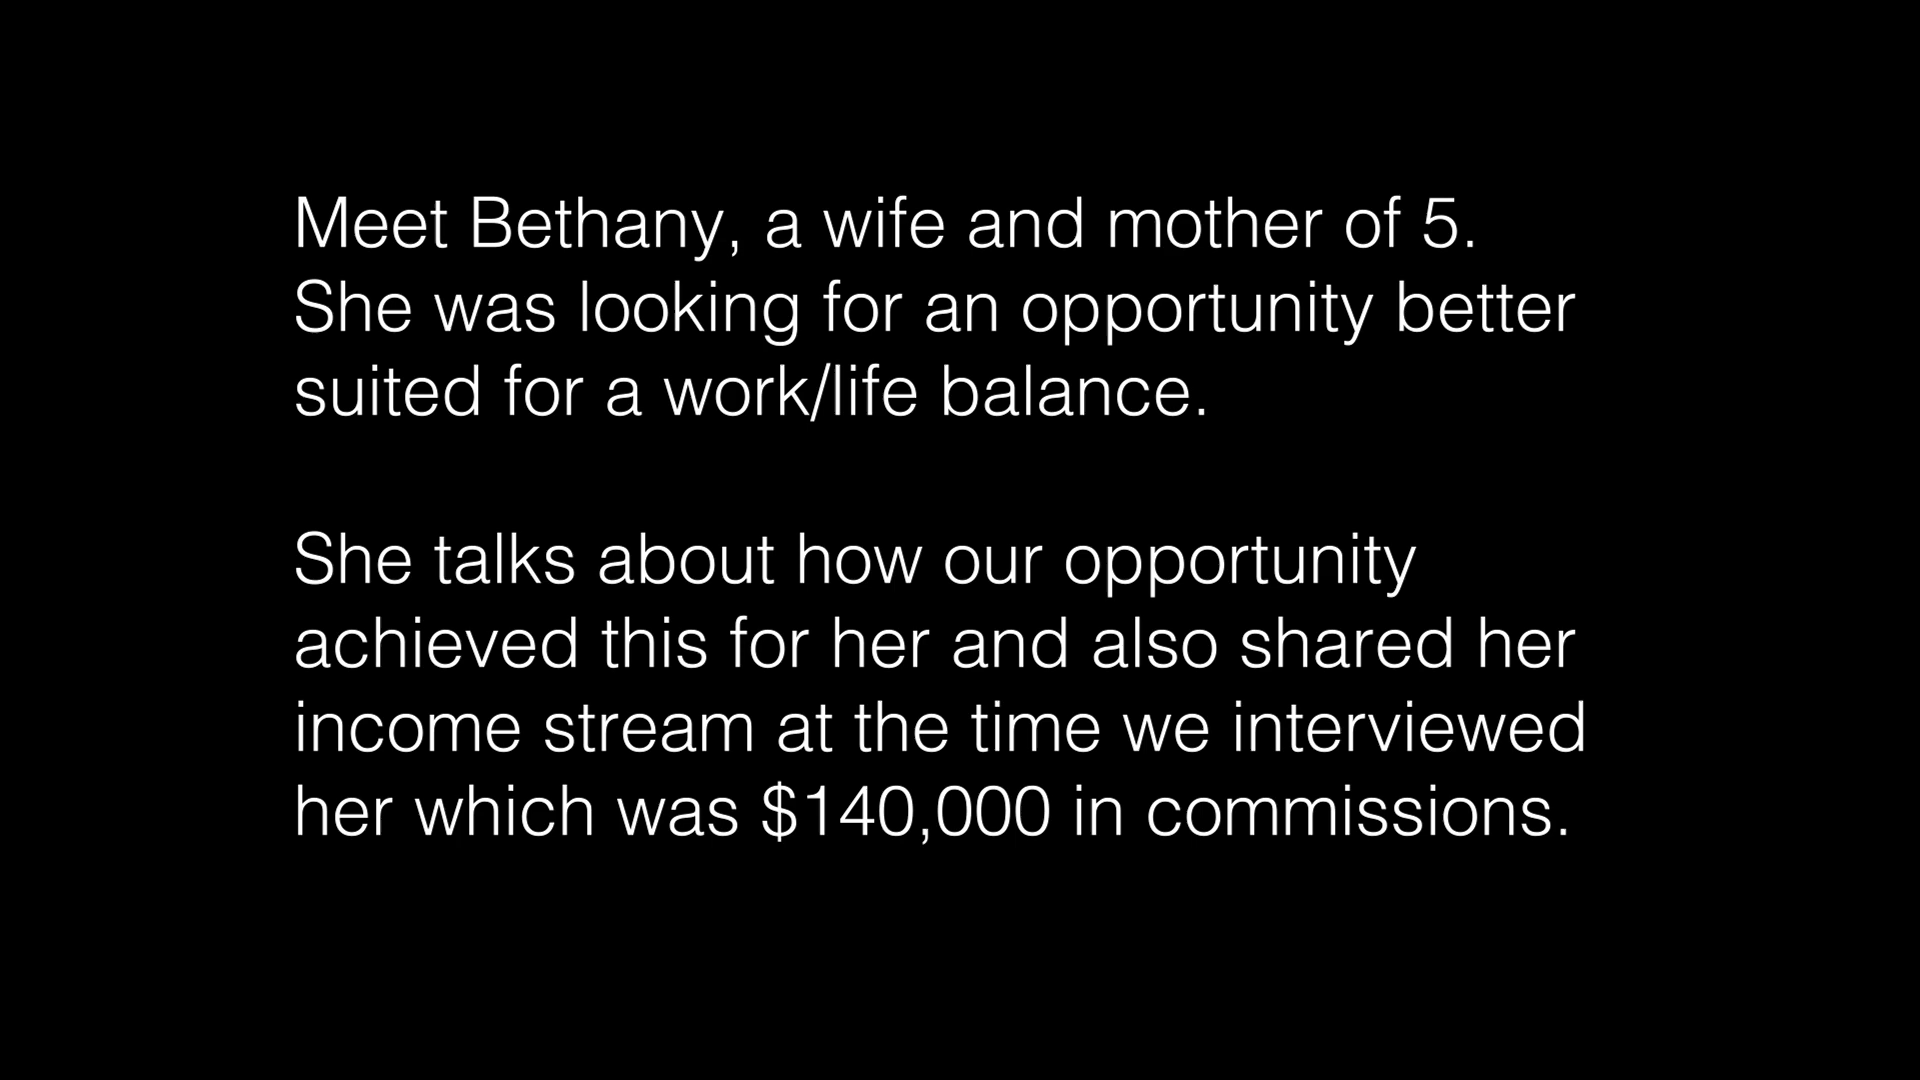 Meet Bethany, a wife and mother of 5.
She was looking for an opportunity better
suited for a work/life balance.
She talks about how our opportunity
achieved this for her and also shared her
income stream at the time we interviewed
her which was $140,000 in commissions.